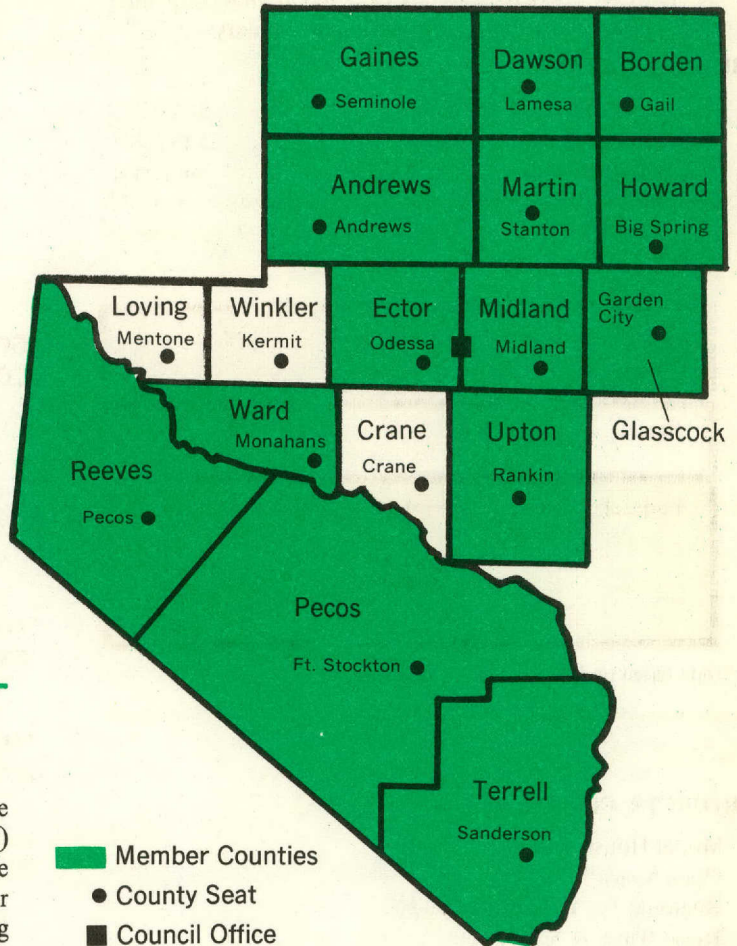 Gaines
Seminole
Dawson
Lamesa
Borden
Gail
Andrews
Andrews
Martin
Stanton
Howard
Big Spring
Loving
Mentone
Winkler
Kermit
Ector
Odessa
Midland
Midland
Garden
City
Glasscock
Ward
Monahans
Crane
Crane
Upton
Rankin
Reeves
Pecos
Pecos
Ft. Stockton
Terrell
Sanderson
Member Counties
County Seat
Council Office
e
)
e
r
g